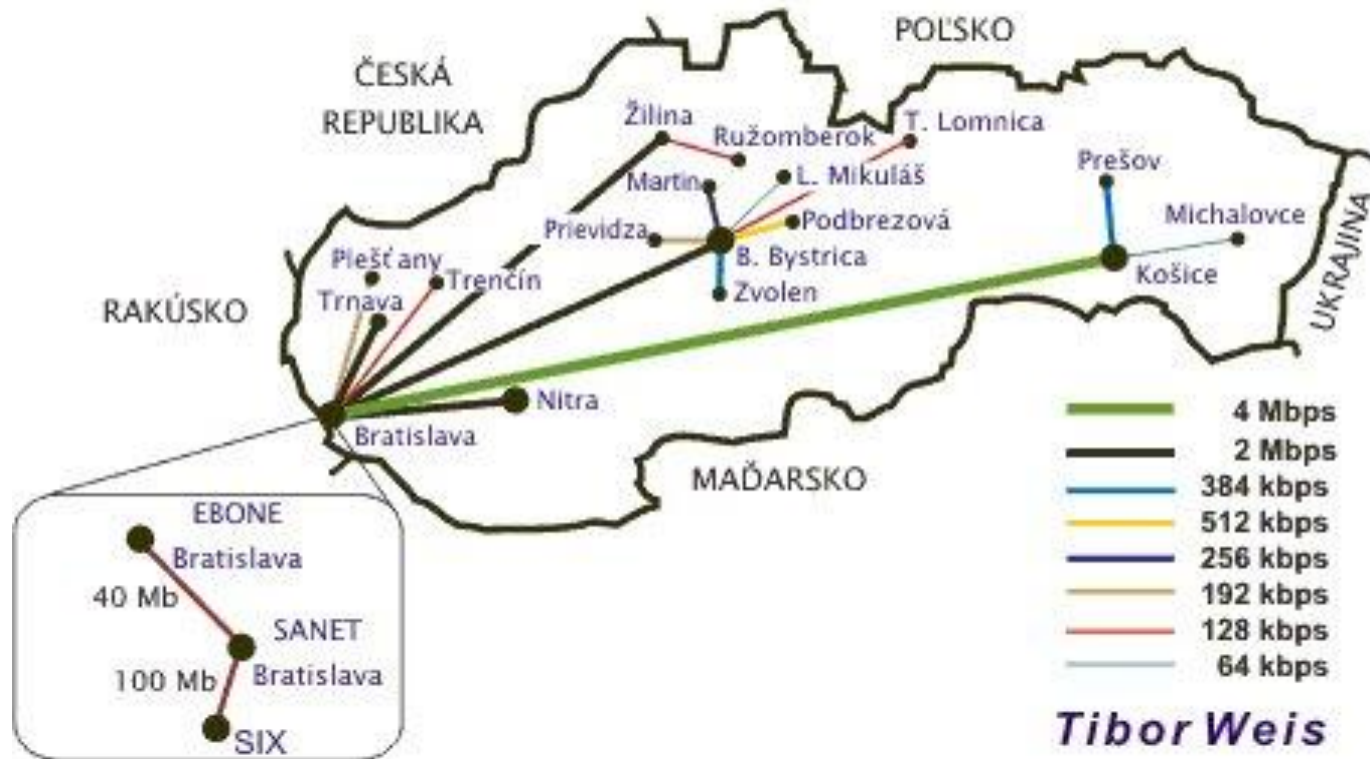 POĽSKO
ČESKÁ
REPUBLIKA
Žilina
Ružomberok
T. Lomnica
Martin
L. Mikuláš
Prešov
Michalovce
Prievidza
Podbrezová
B. Bystrica
Košice
UKRAJINA
Piešťany
Trenčín
Trnava
Zvolen
RAKÚSKO
Nitra
Bratislava
MAĎARSKO
4 Mbps
2 Mbps
384 kbps
512 kbps
256 kbps
192 kbps
128 kbps
64 kbps
EBONE
Bratislava
40 Mb
SANET
Bratislava
100 Mb
SIX
Tibor Weis